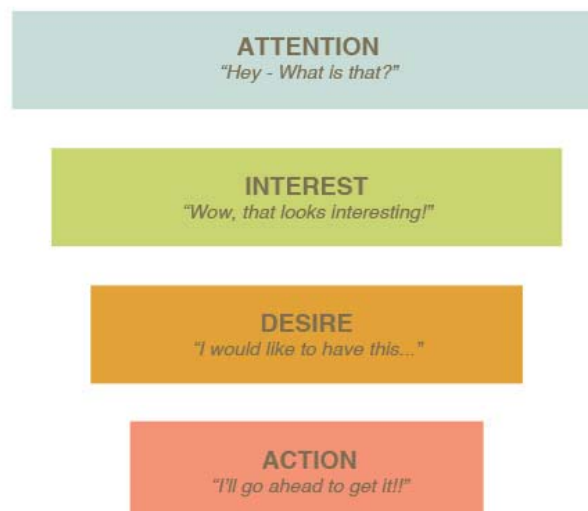 ATTENTION
“Hey - What is that?”
INTEREST
“Wow, that looks interesting!”
DESIRE
“I would like to have this...”
ACTION
“I’ll go ahead to get it!!”